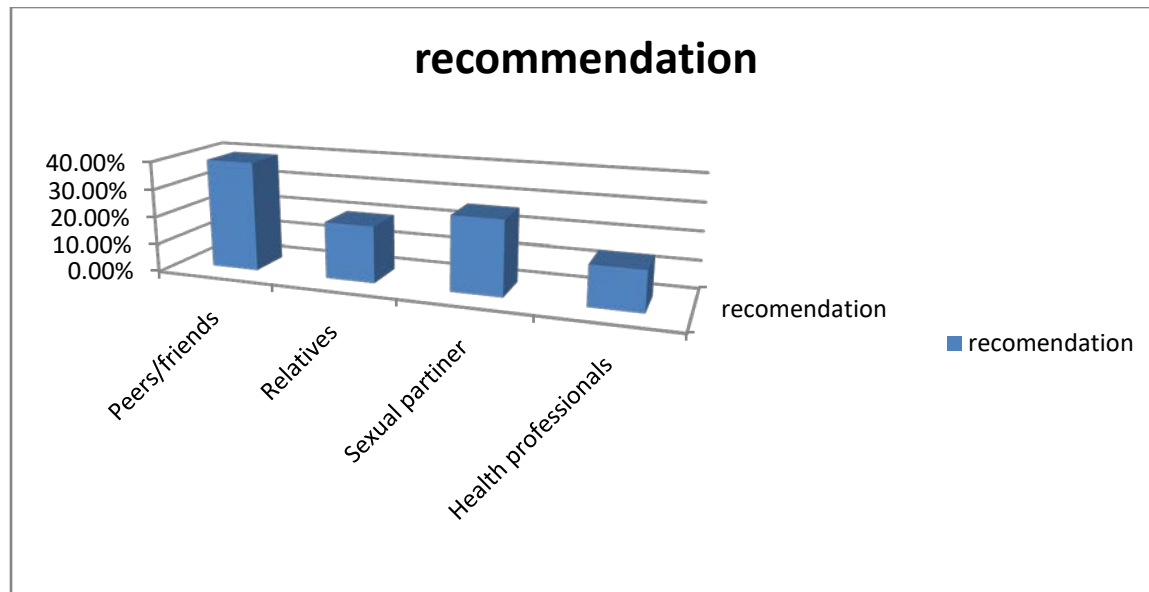 recommendation
40.00%
30.00%
20.00%
10.00%
0.00%
Peers/friends
Relatives
Sexual partiner
Health professionals
recomendation
recomendation